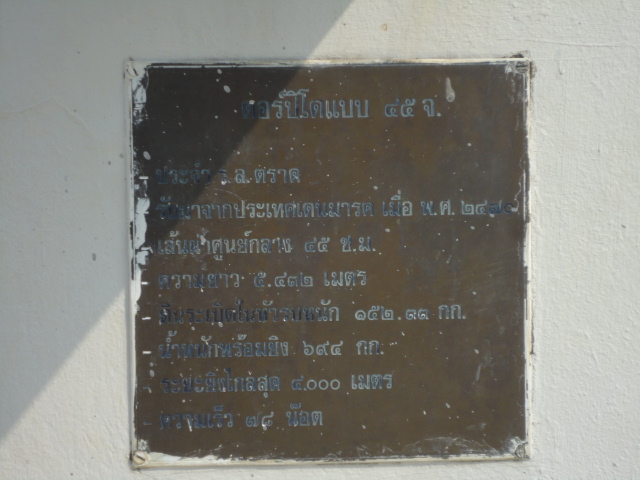 ตอร์ปิโดแบบ ๔๕ จ.
- ประจำ ร.ล.ตราด
- รับมาจากประเทศเดนมารค เมื่อ พ.ศ.
- เส้นผ่าศูนย์กลาง ๔๕ ซ.ม.
- ความยาว ๕.๔๓๒ เมตร
- ดินระเบิดในหัวรบหนัก ๑๕๒.๙๙ กก.
- น้ำหนักพร้อมยิง ๖๙๔ กก.
- ระยะยิงไกลสุด ๔,๐๐๐ เมตร
- ความเร็ว ๓๘ น๊อต